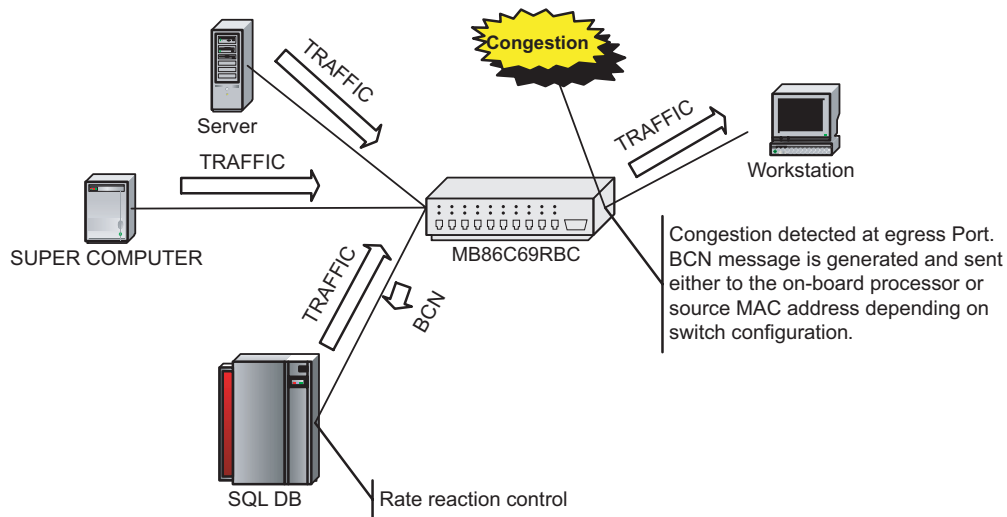 Congestion
TRAFFIC
Server
TRAFFIC
Workstation
TRAFFIC
SUPER COMPUTER
MB86C69RBC
Congestion detected at egress Port.
BCN message is generated and sent
either to the on-board processor or
source MAC address depending on
switch configuration.
TRAFFIC
BCN
SQL DB
Rate reaction control